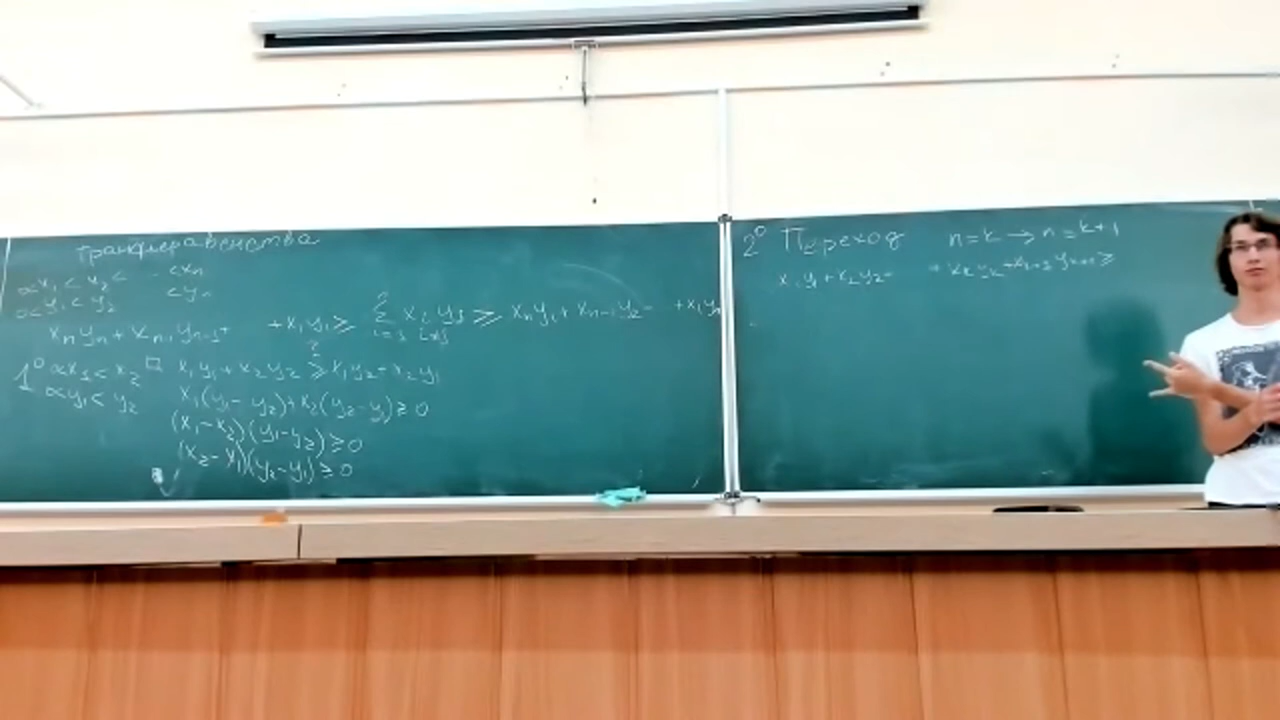 Транснеравенства
0<x₁<x₂< .. <xₙ
0<y₁<y₂ <yₙ
xₙyₙ + xₙ₋₁yₙ₋₁+ +x₁y₁ ≥ Σ xᵢyⱼ ≥ xₙy₁ + xₙ₋₁y₂ +x₁yₙ
1° 0<x₁<x₂ □ x₁y₁+x₂y₂ ≥ x₁y₂+x₂y₁
0<y₁<y₂ x₁(y₁-y₂)+x₂(y₂-y₁)≥0
(x₁-x₂)(y₁-y₂)≥0
(x₂-x₁)(y₂-y₁)≥0
2° Переход n=k → n=k+1
x₁y₁+x₂y₂+ +xₖyₖ+xₖ₊₁yₖ₊₁≥